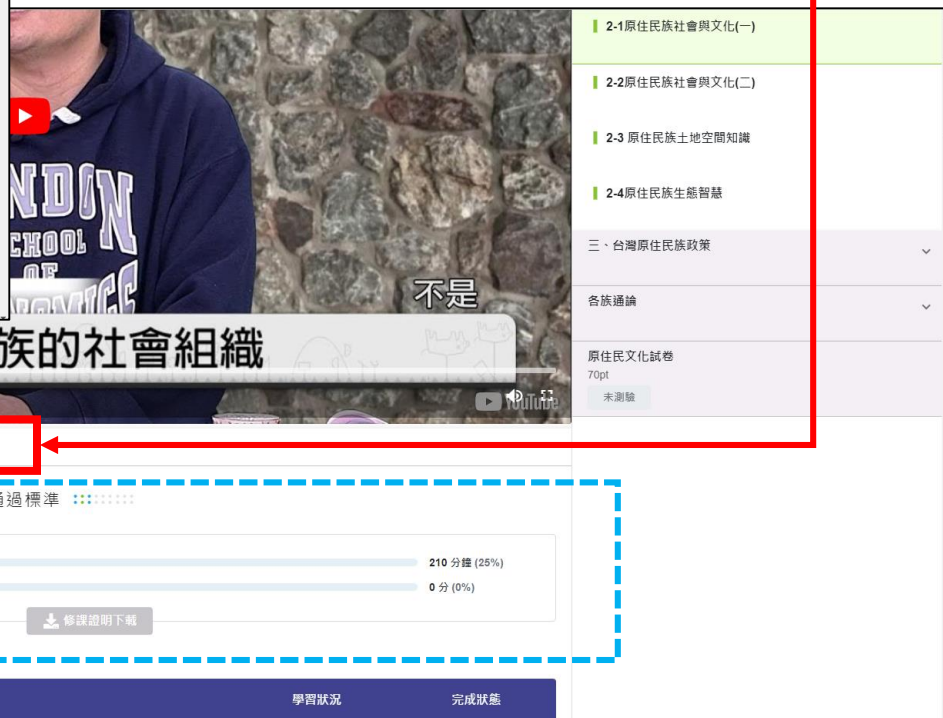 2-1原住民族社會與文化(一)
2-2原住民族社會與文化(二)
2-3 原住民族土地空間知識
2-4原住民族生態智慧
三、台灣原住民族政策
各族通論
原住民文化試卷
70pt
未測驗
NDON
CHOOL
OF
NOMICS
不是
族的社會組織
YouTube
通過標準
210 分鐘 (25%)
0 分 (0%)
修課證明下載
學習狀況 完成狀態